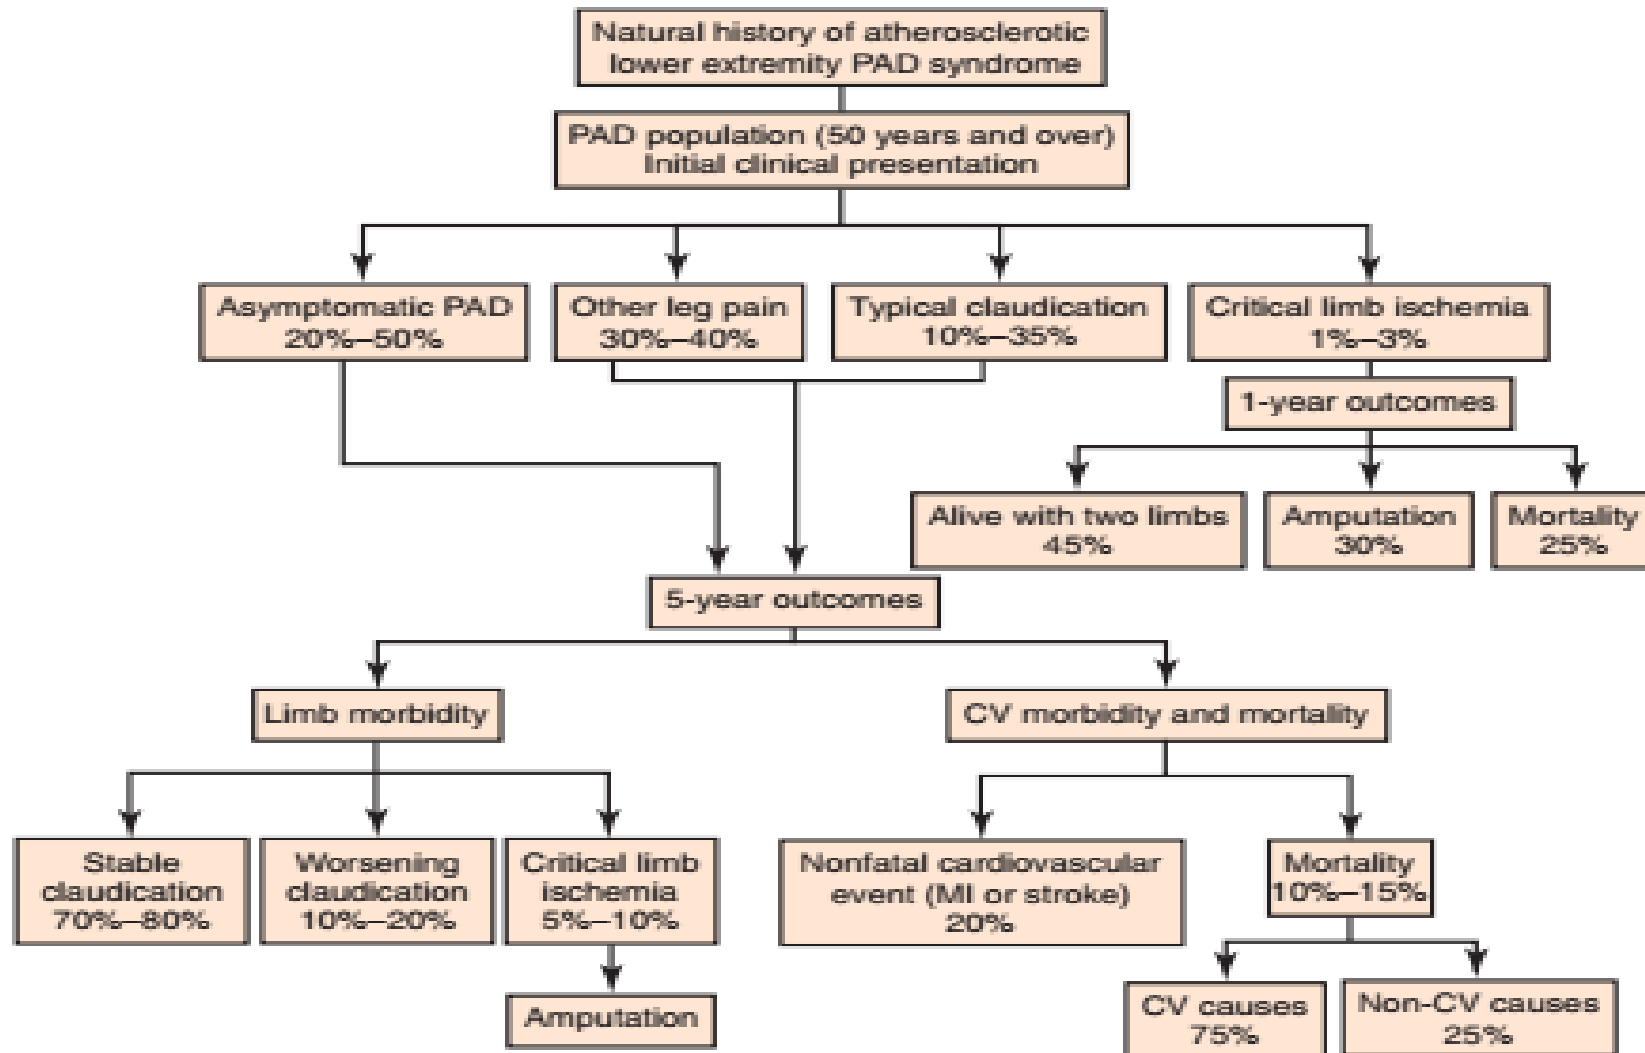 Natural history of atherosclerotic
lower extremity PAD syndrome
PAD population (50 years and over)
Initial clinical presentation
Asymptomatic PAD
20%–50%
Other leg pain
30%–40%
Typical claudication
10%–35%
Critical limb ischemia
1%–3%
1-year outcomes
Alive with two limbs
45%
Amputation
30%
Mortality
25%
5-year outcomes
Limb morbidity
CV morbidity and mortality
Stable
claudication
70%–80%
Worsening
claudication
10%–20%
Critical limb
ischemia
5%–10%
Amputation
Nonfatal cardiovascular
event (MI or stroke)
20%
Mortality
10%–15%
CV causes
75%
Non-CV causes
25%